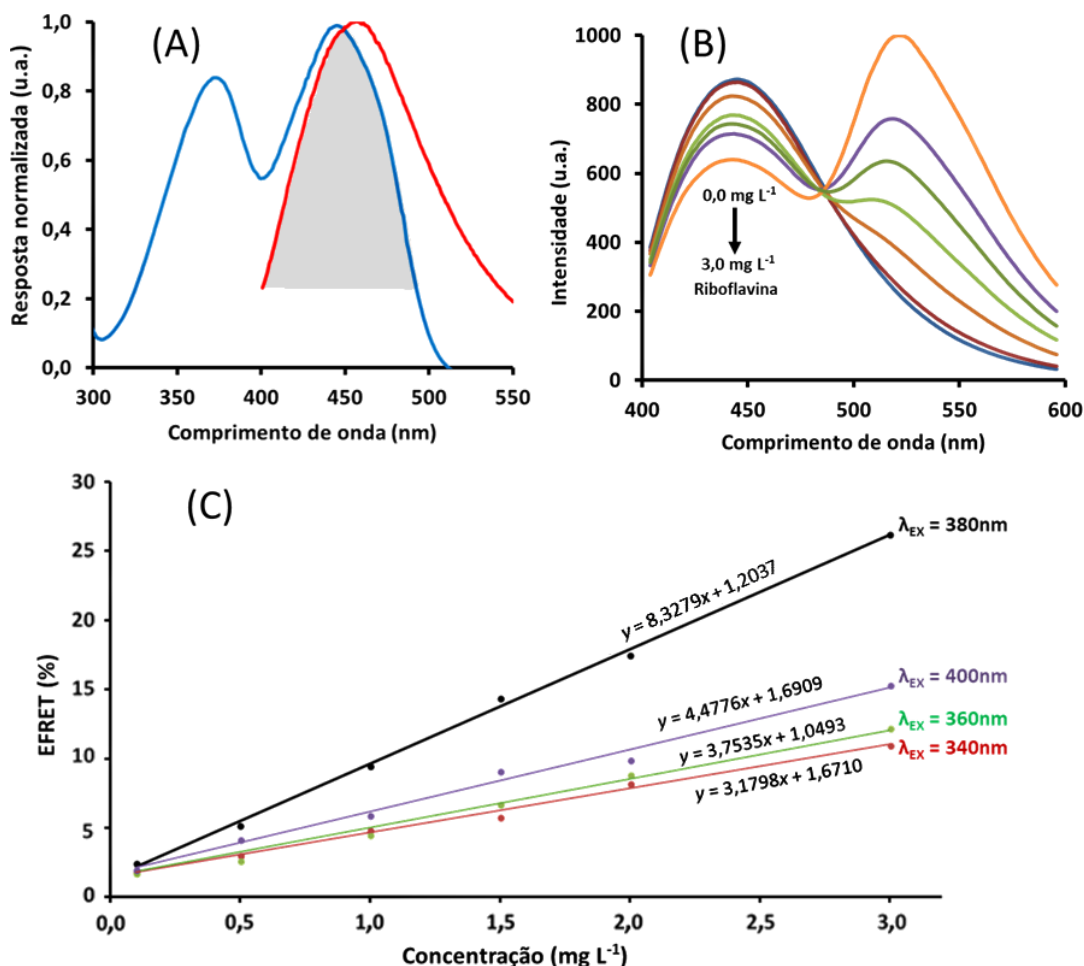 (A)
Resposta normalizada (u.a.)
1,0
0,8
0,6
0,4
0,2
0,0
300
350
400
450
500
550
Comprimento de onda (nm)
(B)
Intensidade (u.a.)
1000
800
600
400
200
0
400
450
500
550
600
Comprimento de onda (nm)
0,0 mg L⁻¹
3,0 mg L⁻¹
Riboflavina
(C)
EFRET (%)
30
25
20
15
10
5
0
0,0
0,5
1,0
1,5
2,0
2,5
3,0
Concentração (mg L⁻¹)
y = 8,3279x + 1,2037
y = 4,4776x + 1,6909
y = 3,7535x + 1,0493
y = 3,1798x + 1,6710
λEX = 380nm
λEX = 400nm
λEX = 360nm
λEX = 340nm